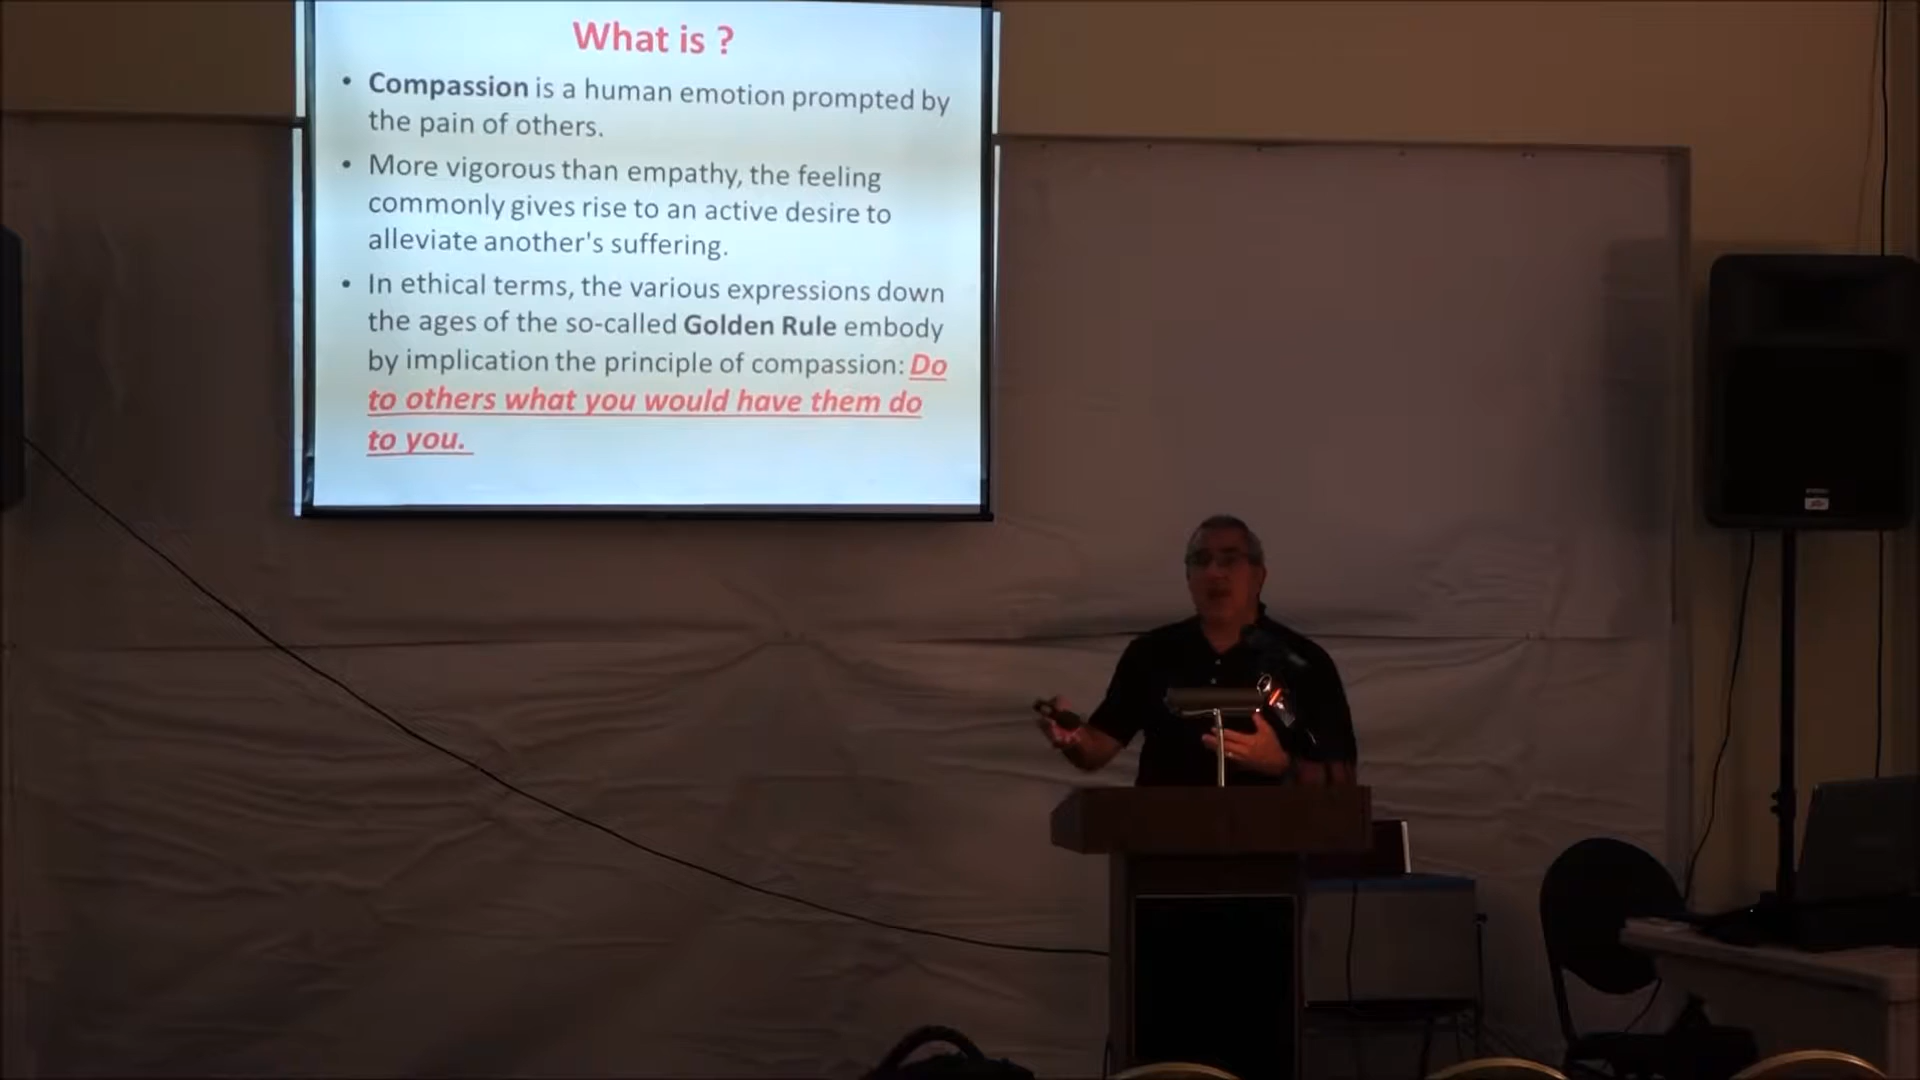 What is ?
• Compassion is a human emotion prompted by
the pain of others.
• More vigorous than empathy, the feeling
commonly gives rise to an active desire to
alleviate another's suffering.
• In ethical terms, the various expressions down
the ages of the so-called Golden Rule embody
by implication the principle of compassion: Do
to others what you would have them do
to you.